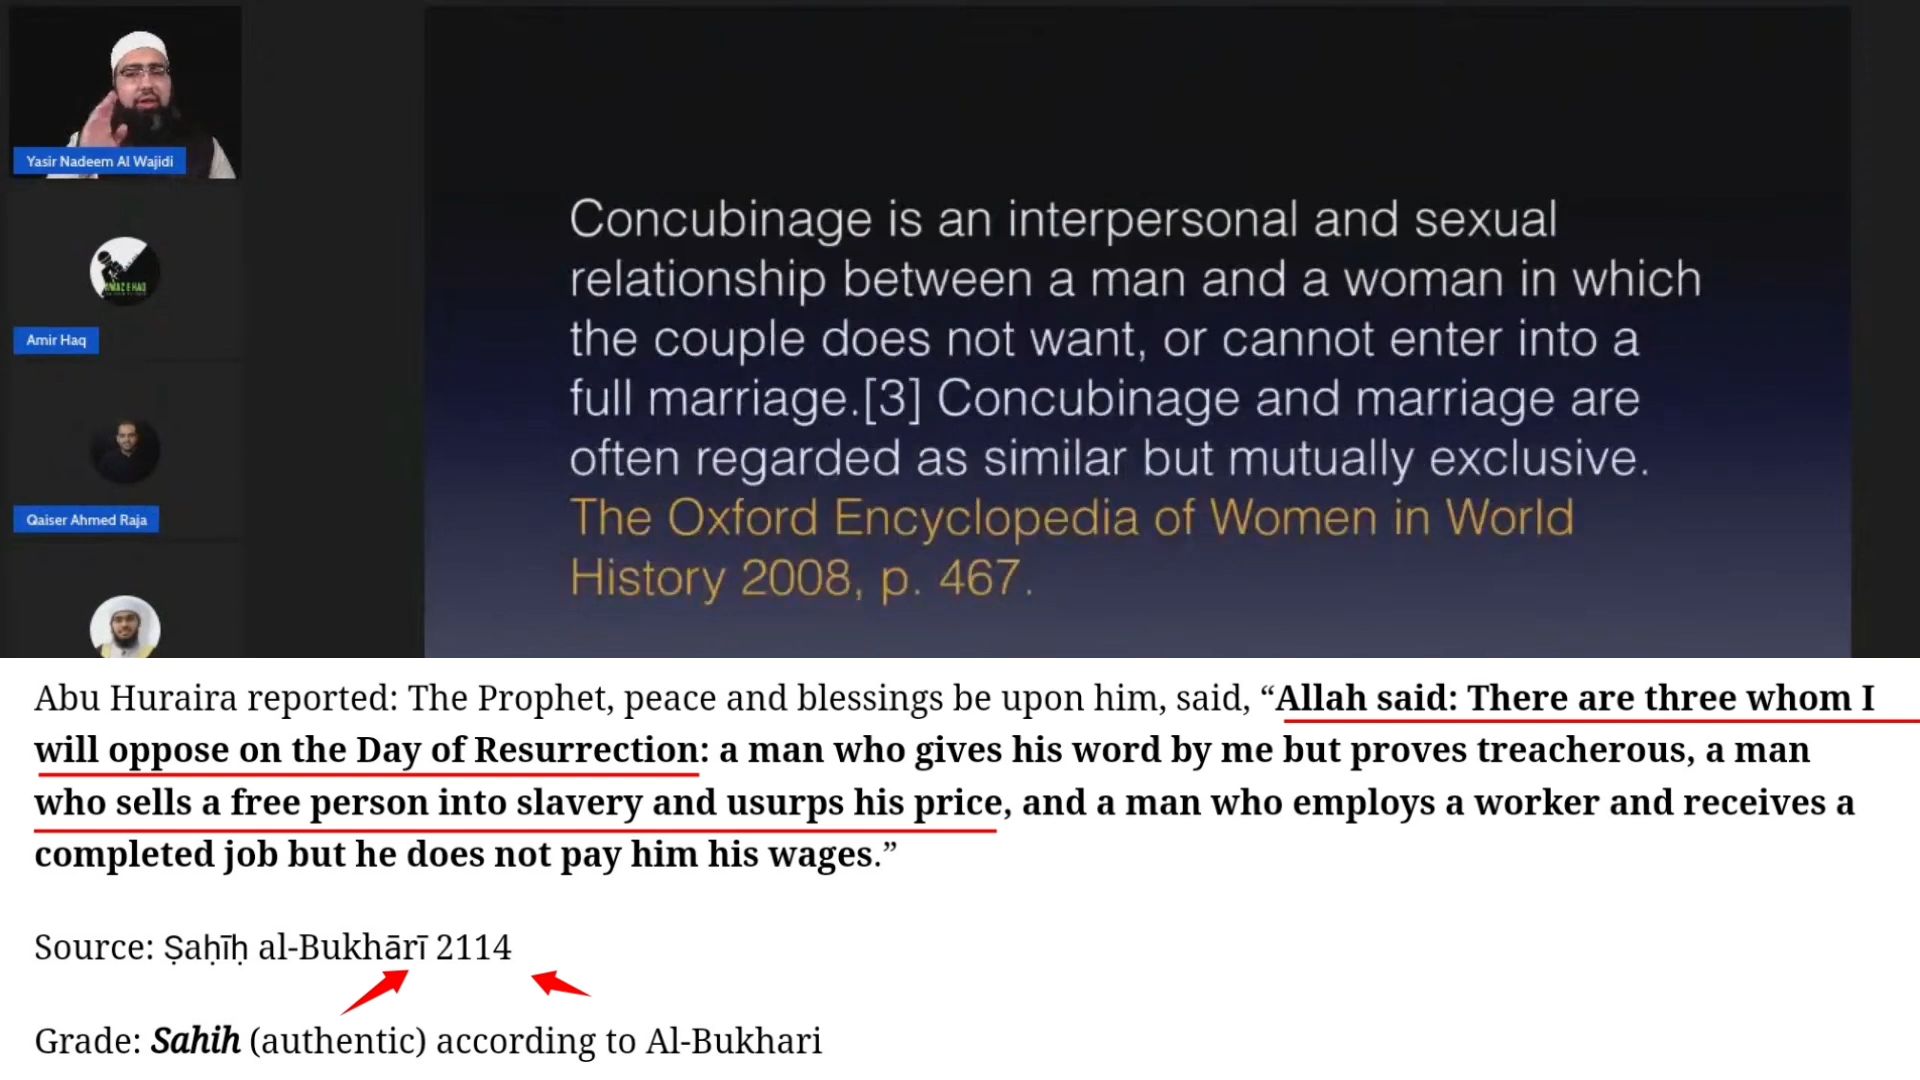 Yasir Nadeem Al Wajidi
Amir Haq
Qaiser Ahmed Raja
Concubinage is an interpersonal and sexual
relationship between a man and a woman in which
the couple does not want, or cannot enter into a
full marriage.[3] Concubinage and marriage are
often regarded as similar but mutually exclusive.
The Oxford Encyclopedia of Women in World
History 2008, p. 467.
Abu Huraira reported: The Prophet, peace and blessings be upon him, said, “Allah said: There are three whom I
will oppose on the Day of Resurrection: a man who gives his word by me but proves treacherous, a man
who sells a free person into slavery and usurps his price, and a man who employs a worker and receives a
completed job but he does not pay him his wages.”
Source: Ṣaḥīḥ al-Bukhārī 2114
Grade: Sahih (authentic) according to Al-Bukhari